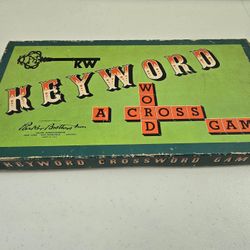 KW
KEYWORD
A CROSS GAM
WORD
Parker Brothers Inc.
KEYWORD CROSSWORD GAME